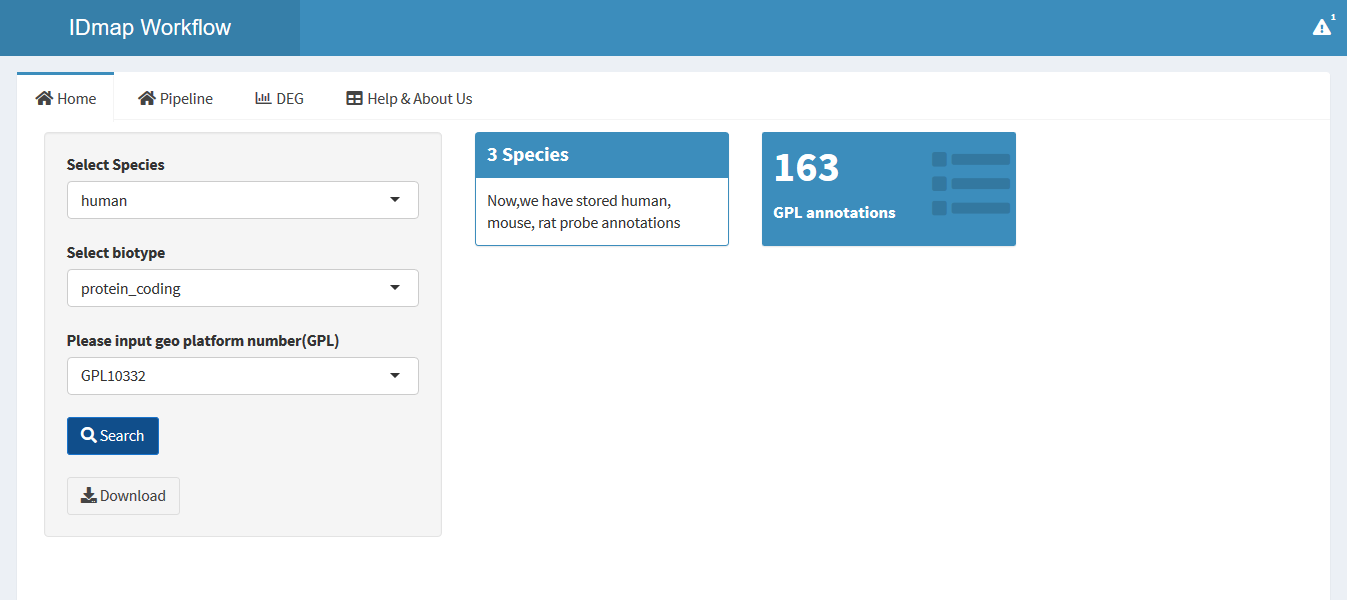 IDmap Workflow
1
Home
Pipeline
DEG
Help & About Us
Select Species
human
Select biotype
protein_coding
Please input geo platform number(GPL)
GPL10332
Search
Download
3 Species
Now,we have stored human,
mouse, rat probe annotations
163
GPL annotations